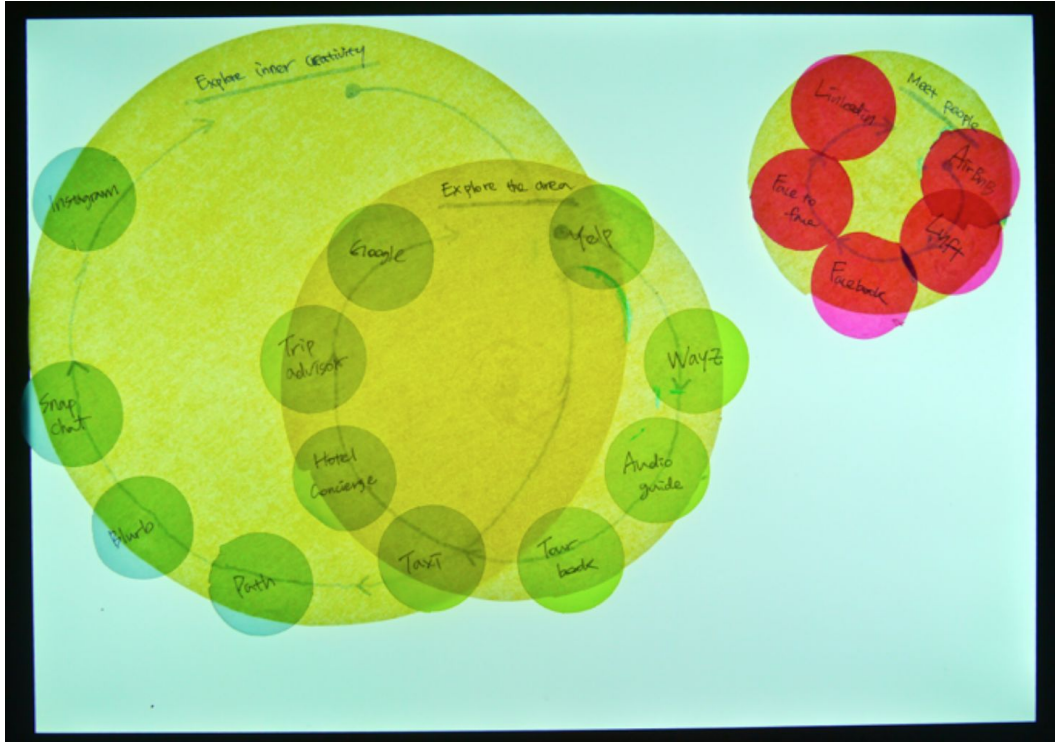 Explore inner creativity
Instagram
Snap
chat
Blurb
Path
Explore the area
Google
Yelp
Trip
advisor
Wayz
Hotel
Concierge
Audio
guide
Taxi
Tour
book
Meet people
Linkedin
AirBnB
Face to
face
Lyft
Facebook